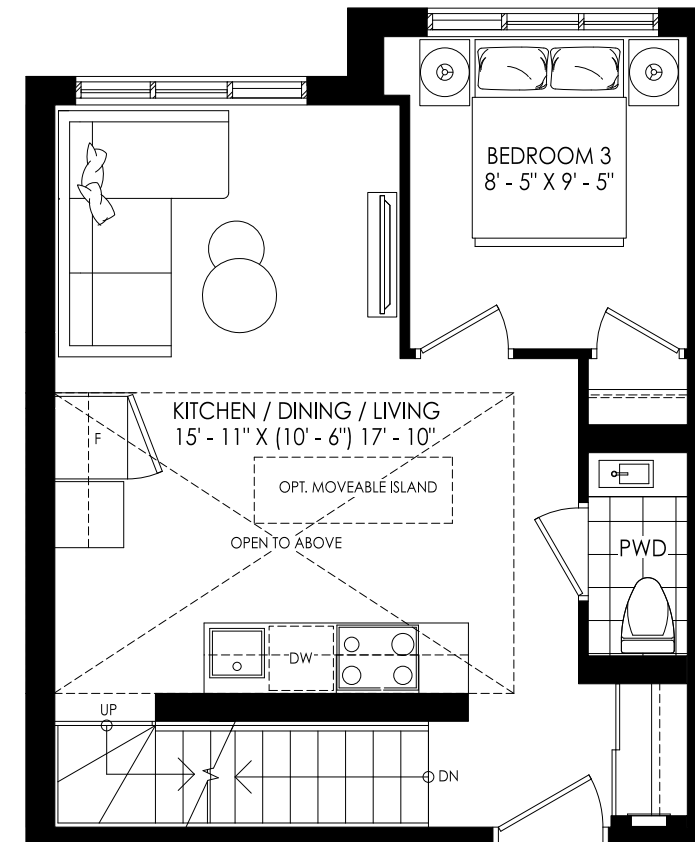 BEDROOM 3
8' - 5" X 9' - 5"
KITCHEN / DINING / LIVING
15' - 11" X (10' - 6") 17' - 10"
F
OPT. MOVEABLE ISLAND
OPEN TO ABOVE
PWD
DW
UP
DN